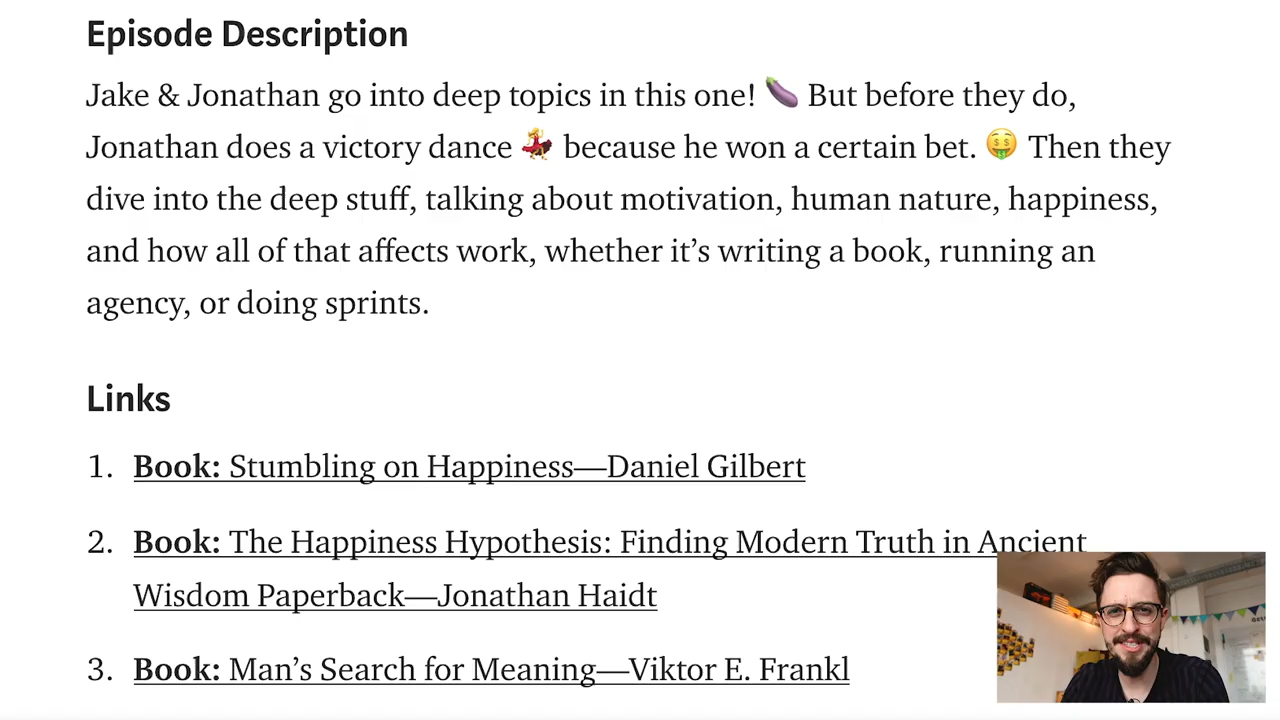 Episode Description
Jake & Jonathan go into deep topics in this one! 🍆 But before they do,
Jonathan does a victory dance 💃 because he won a certain bet. 🤑 Then they
dive into the deep stuff, talking about motivation, human nature, happiness,
and how all of that affects work, whether it’s writing a book, running an
agency, or doing sprints.
Links
1. Book: Stumbling on Happiness—Daniel Gilbert
2. Book: The Happiness Hypothesis: Finding Modern Truth in Ancient
Wisdom Paperback—Jonathan Haidt
3. Book: Man’s Search for Meaning—Viktor E. Frankl